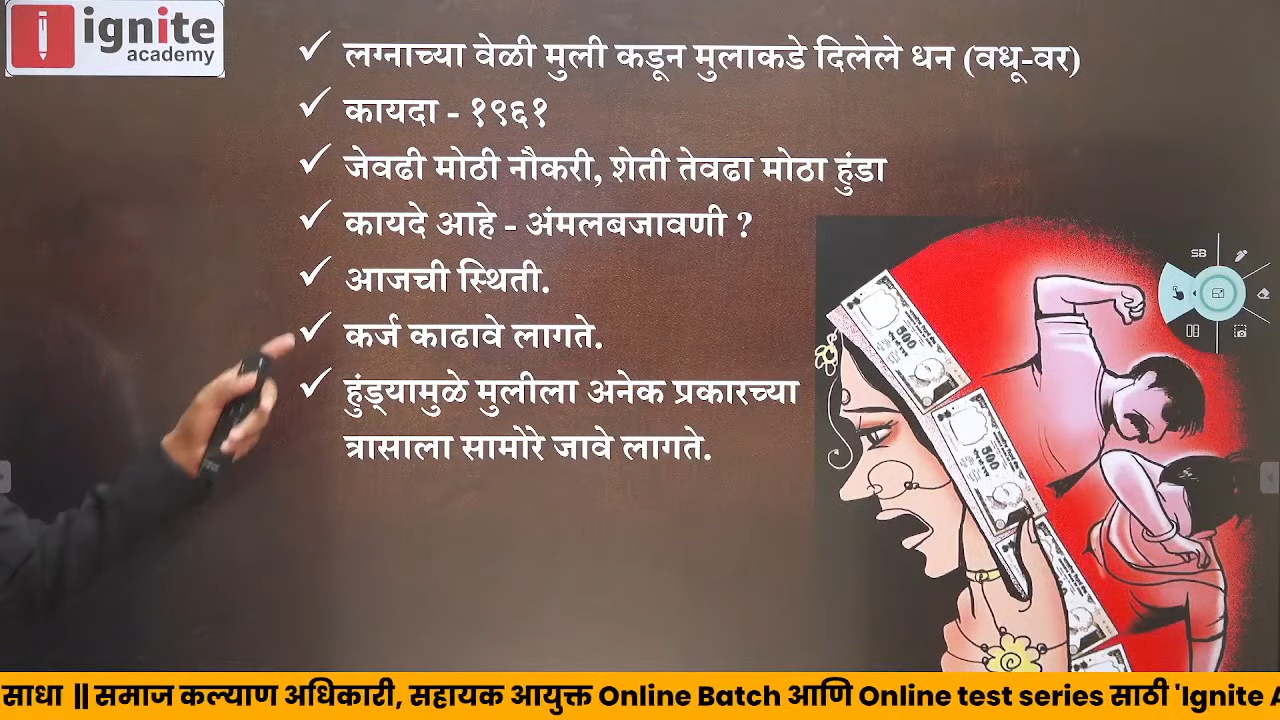 ignite
academy
लग्नाच्या वेळी मुली कडून मुलाकडे दिलेले धन (वधू-वर)
कायदा - १९६१
जेवढी मोठी नौकरी, शेती तेवढा मोठा हुंडा
कायदे आहे - अंमलबजावणी ?
आजची स्थिती.
कर्ज काढावे लागते.
हुंड्यामुळे मुलीला अनेक प्रकारच्या
त्रासाला सामोरे जावे लागते.
SB
500
500
साधा || समाज कल्याण अधिकारी, सहायक आयुक्त Online Batch आणि Online test series साठी 'Ignite A